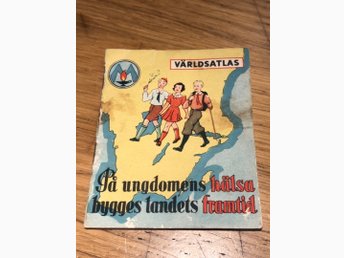 VÄRLDSATLAS
På ungdomens hälsa
bygges landets framtid